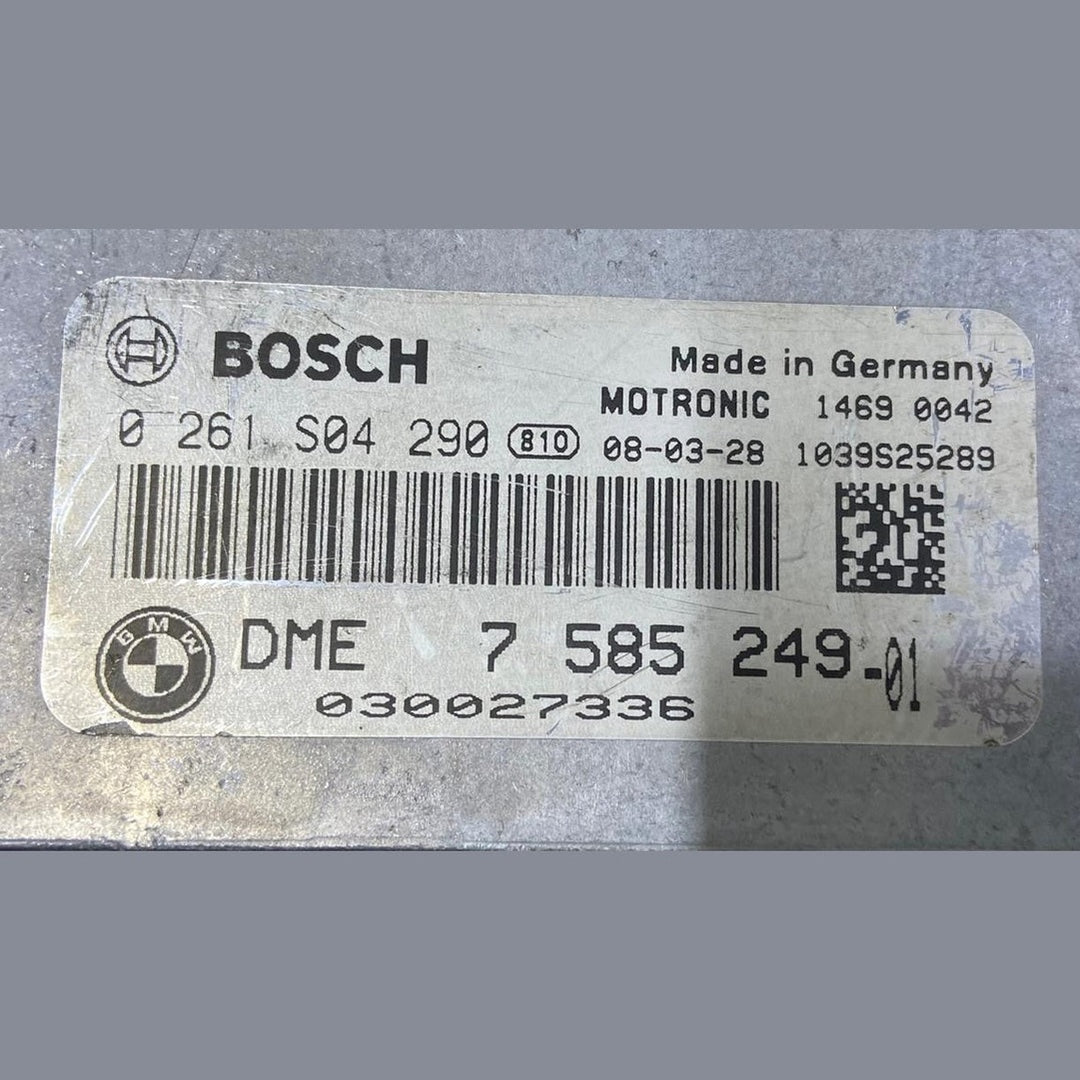 BOSCH
Made in Germany
MOTRONIC 1469 0042
0 261 S04 290 810 08-03-28 1039S25289
BMW DME 7 585 249-01
030027336